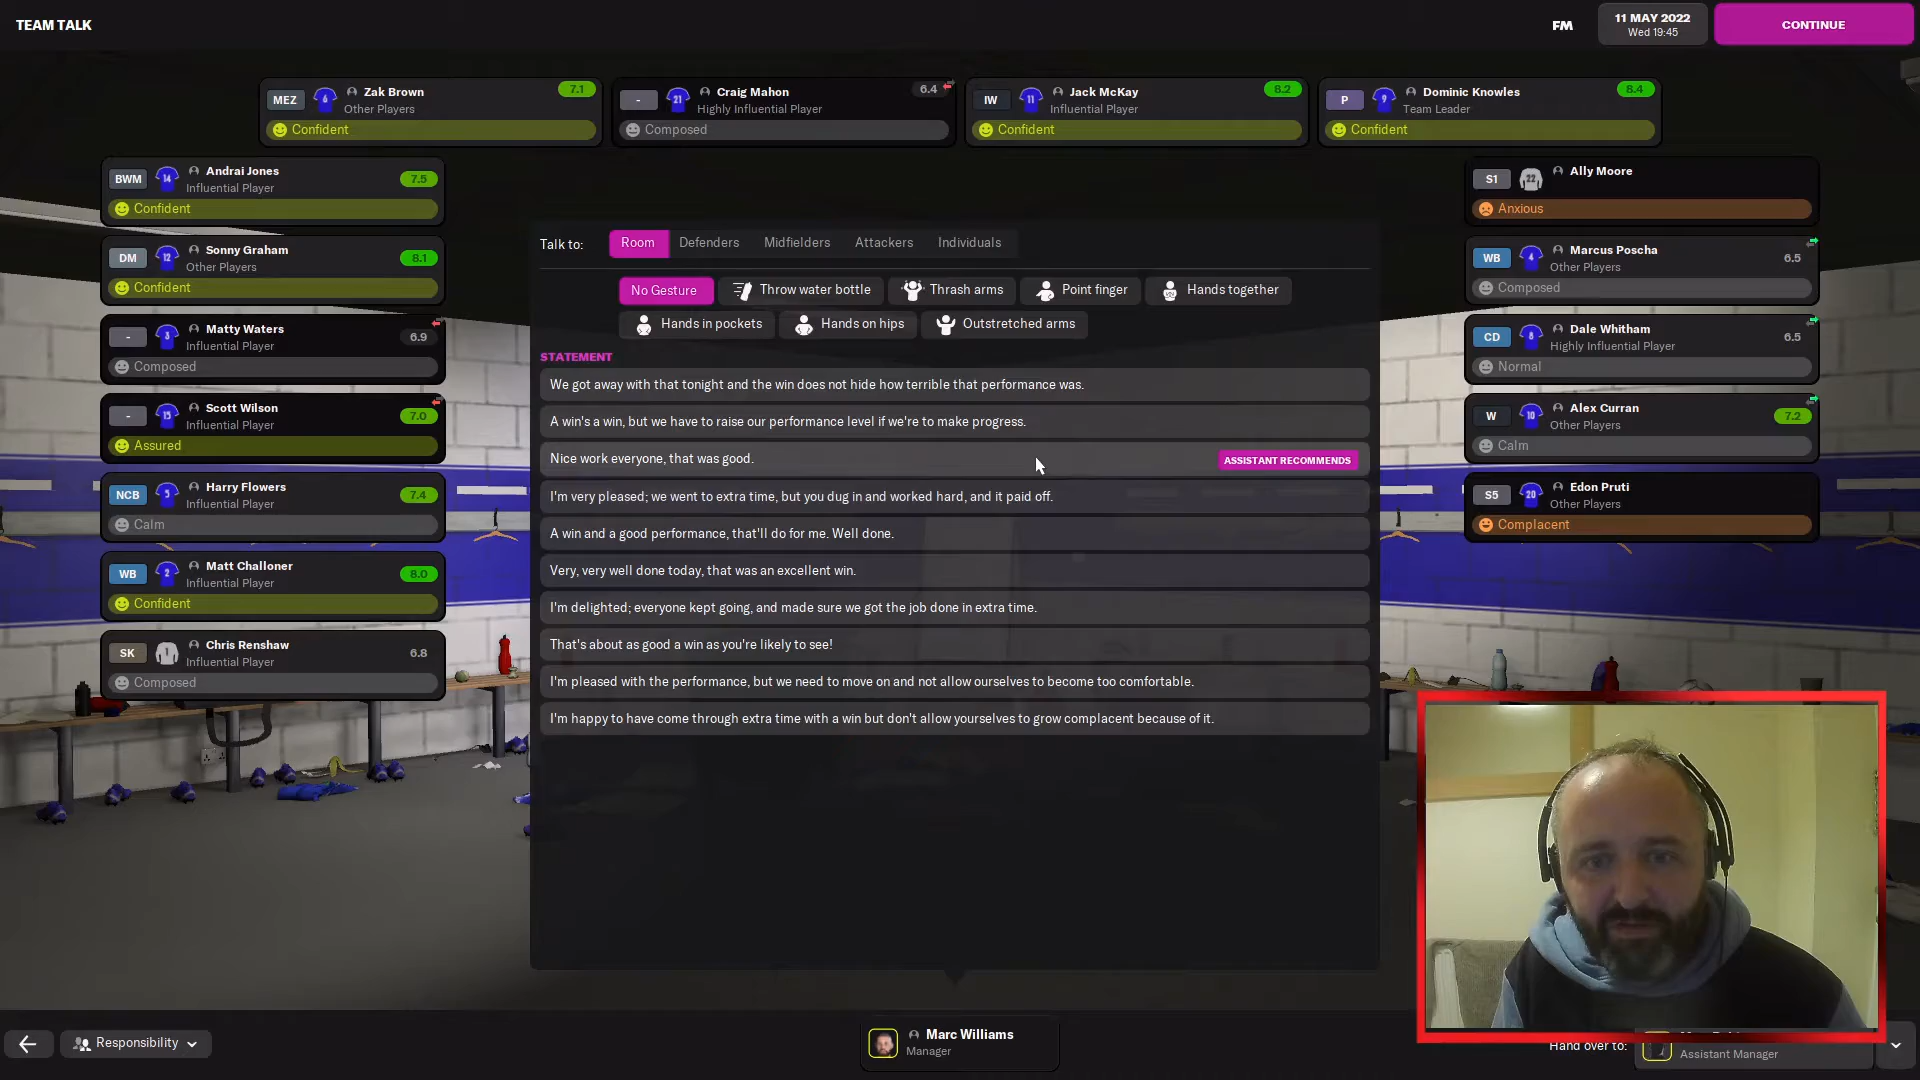 TEAM TALK
FM
11 MAY 2022
Wed 19:45
CONTINUE
MEZ 6 Zak Brown 7.1
Other Players
Confident
- 21 Craig Mahon 6.4
Highly Influential Player
Composed
IW 11 Jack McKay 8.2
Influential Player
Confident
P 9 Dominic Knowles 8.4
Team Leader
Confident
BWM 14 Andrai Jones 7.5
Influential Player
Confident
DM 12 Sonny Graham 8.1
Other Players
Confident
- 3 Matty Waters 6.9
Influential Player
Composed
- 15 Scott Wilson 7.0
Influential Player
Assured
NCB 5 Harry Flowers 7.4
Influential Player
Calm
WB 2 Matt Challoner 8.0
Influential Player
Confident
SK 1 Chris Renshaw 6.8
Influential Player
Composed
Talk to: Room Defenders Midfielders Attackers Individuals
No Gesture Throw water bottle Thrash arms Point finger Hands together
Hands in pockets Hands on hips Outstretched arms
STATEMENT
We got away with that tonight and the win does not hide how terrible that performance was.
A win's a win, but we have to raise our performance level if we're to make progress.
Nice work everyone, that was good. ASSISTANT RECOMMENDS
I'm very pleased; we went to extra time, but you dug in and worked hard, and it paid off.
A win and a good performance, that'll do for me. Well done.
Very, very well done today, that was an excellent win.
I'm delighted; everyone kept going, and made sure we got the job done in extra time.
That's about as good a win as you're likely to see!
I'm pleased with the performance, but we need to move on and not allow ourselves to become too comfortable.
I'm happy to have come through extra time with a win but don't allow yourselves to grow complacent because of it.
S1 22 Ally Moore
Anxious
WB 4 Marcus Poscha 6.5
Other Players
Composed
CD 8 Dale Whitham 6.5
Highly Influential Player
Normal
W 10 Alex Curran 7.2
Other Players
Calm
S5 20 Edon Pruti
Other Players
Complacent
Responsibility
Marc Williams
Manager
Hand over to:
Assistant Manager